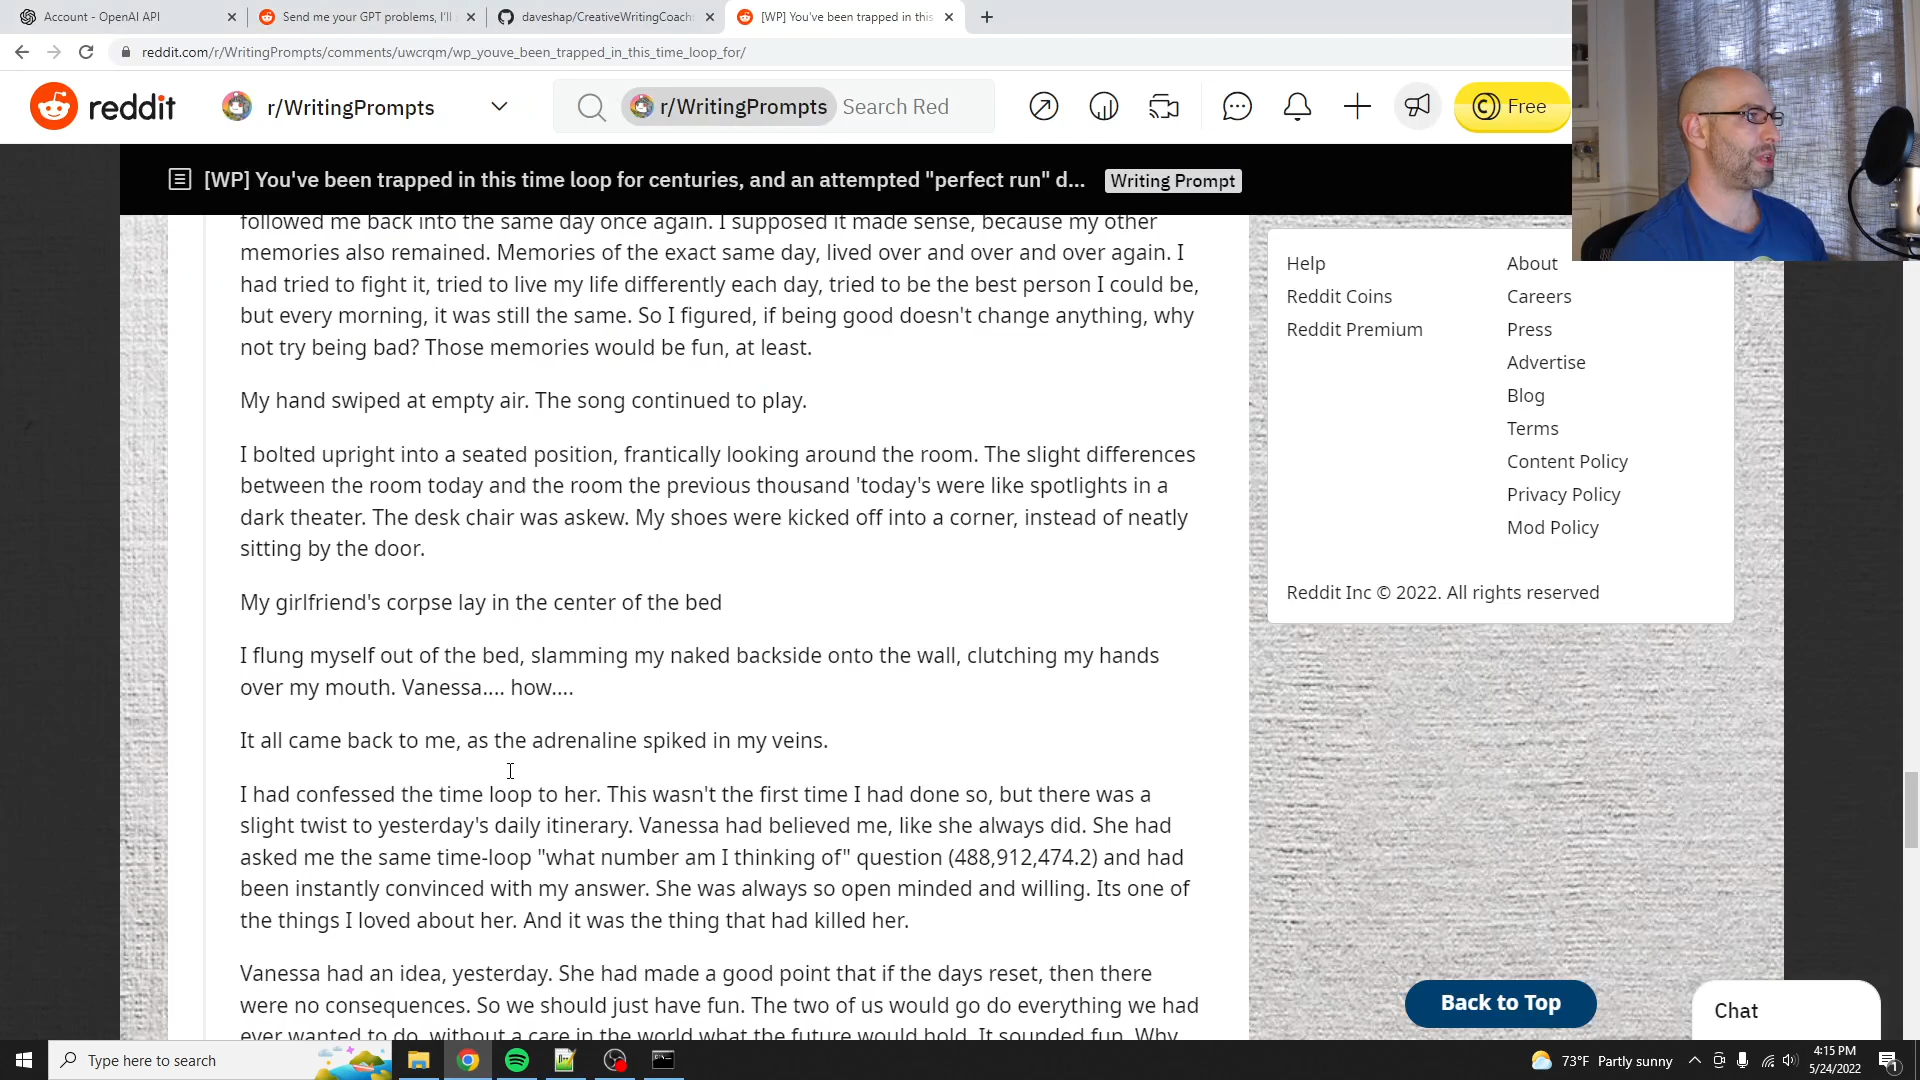 Account - OpenAI API
Send me your GPT problems, I'll
daveshap/CreativeWritingCoach
[WP] You've been trapped in this
reddit.com/r/WritingPrompts/comments/uwcrqm/wp_youve_been_trapped_in_this_time_loop_for/
reddit
r/WritingPrompts
r/WritingPrompts
Search Red
Free
[WP] You've been trapped in this time loop for centuries, and an attempted "perfect run" d...
Writing Prompt
followed me back into the same day once again. I supposed it made sense, because my other
memories also remained. Memories of the exact same day, lived over and over and over again. I
had tried to fight it, tried to live my life differently each day, tried to be the best person I could be,
but every morning, it was still the same. So I figured, if being good doesn't change anything, why
not try being bad? Those memories would be fun, at least.
My hand swiped at empty air. The song continued to play.
I bolted upright into a seated position, frantically looking around the room. The slight differences
between the room today and the room the previous thousand 'today's were like spotlights in a
dark theater. The desk chair was askew. My shoes were kicked off into a corner, instead of neatly
sitting by the door.
My girlfriend's corpse lay in the center of the bed
I flung myself out of the bed, slamming my naked backside onto the wall, clutching my hands
over my mouth. Vanessa.... how....
It all came back to me, as the adrenaline spiked in my veins.
I had confessed the time loop to her. This wasn't the first time I had done so, but there was a
slight twist to yesterday's daily itinerary. Vanessa had believed me, like she always did. She had
asked me the same time-loop "what number am I thinking of" question (488,912,474.2) and had
been instantly convinced with my answer. She was always so open minded and willing. Its one of
the things I loved about her. And it was the thing that had killed her.
Vanessa had an idea, yesterday. She had made a good point that if the days reset, then there
were no consequences. So we should just have fun. The two of us would go do everything we had
ever wanted to do, without a care in the world what the future would hold. It sounded fun. Why
Help
About
Reddit Coins
Careers
Reddit Premium
Press
Advertise
Blog
Terms
Content Policy
Privacy Policy
Mod Policy
Reddit Inc © 2022. All rights reserved
Back to Top
Chat
Type here to search
73°F Partly sunny
4:15 PM
5/24/2022
1